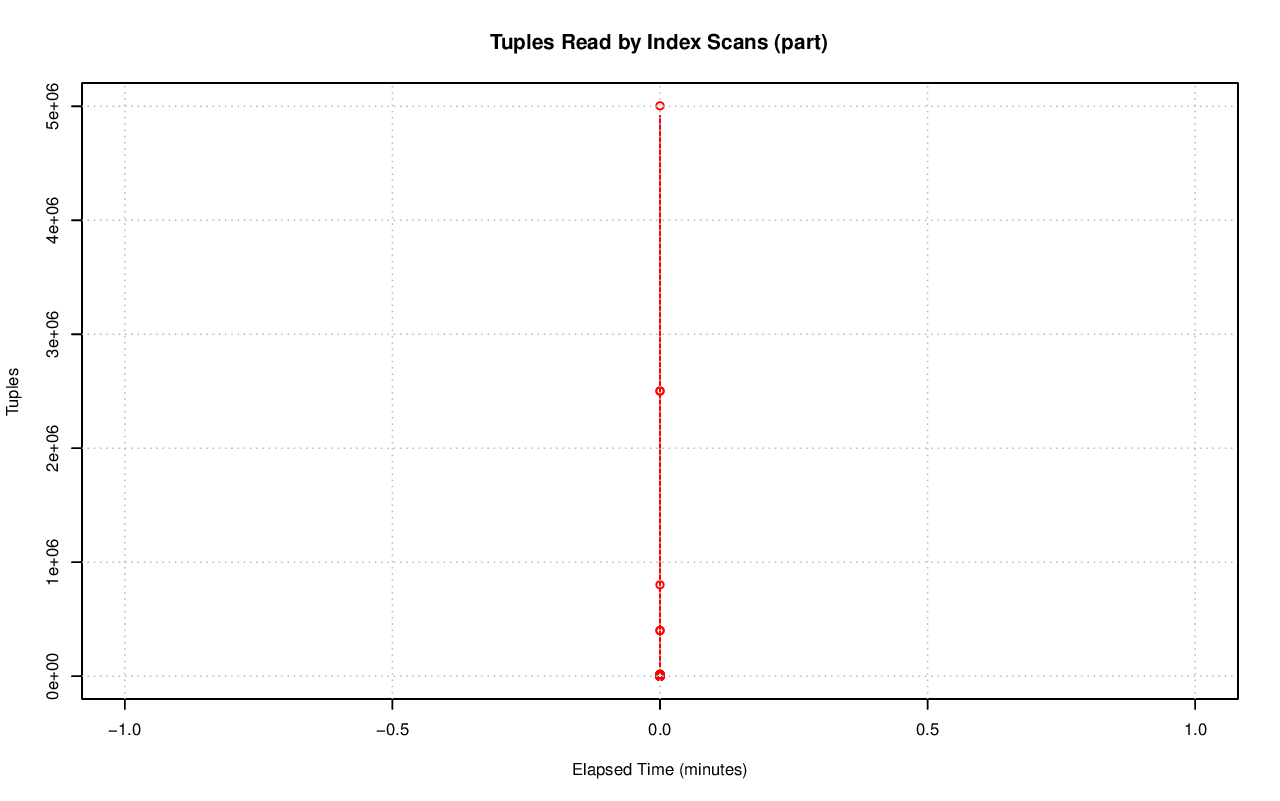 Tuples Read by Index Scans (part)
Tuples
5e+06
4e+06
3e+06
2e+06
1e+06
0e+00
−1.0
−0.5
0.0
0.5
1.0
Elapsed Time (minutes)